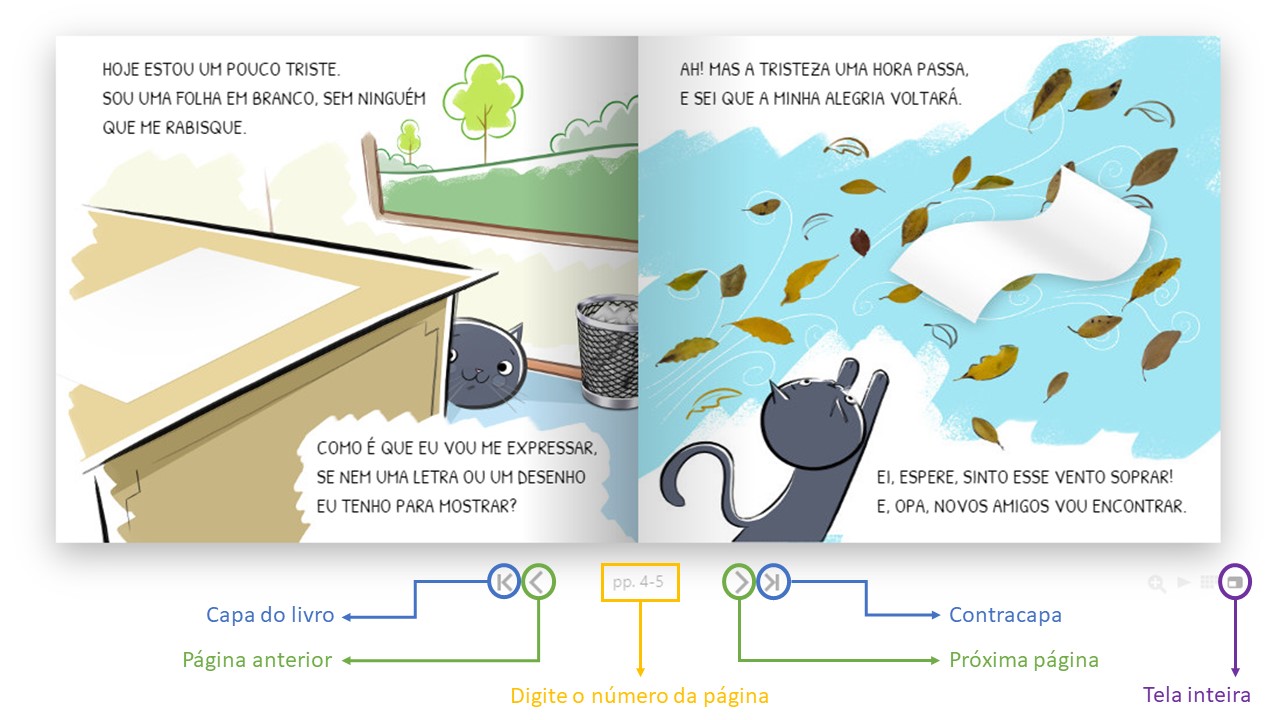 HOJE ESTOU UM POUCO TRISTE.
SOU UMA FOLHA EM BRANCO, SEM NINGUÉM
QUE ME RABISQUE.
COMO É QUE EU VOU ME EXPRESSAR,
SE NEM UMA LETRA OU UM DESENHO
EU TENHO PARA MOSTRAR?
AH! MAS A TRISTEZA UMA HORA PASSA,
E SEI QUE A MINHA ALEGRIA VOLTARÁ.
EI, ESPERE, SINTO ESSE VENTO SOPRAR!
E, OPA, NOVOS AMIGOS VOU ENCONTRAR.
pp. 4-5
Capa do livro
Contracapa
Página anterior
Próxima página
Digite o número da página
Tela inteira